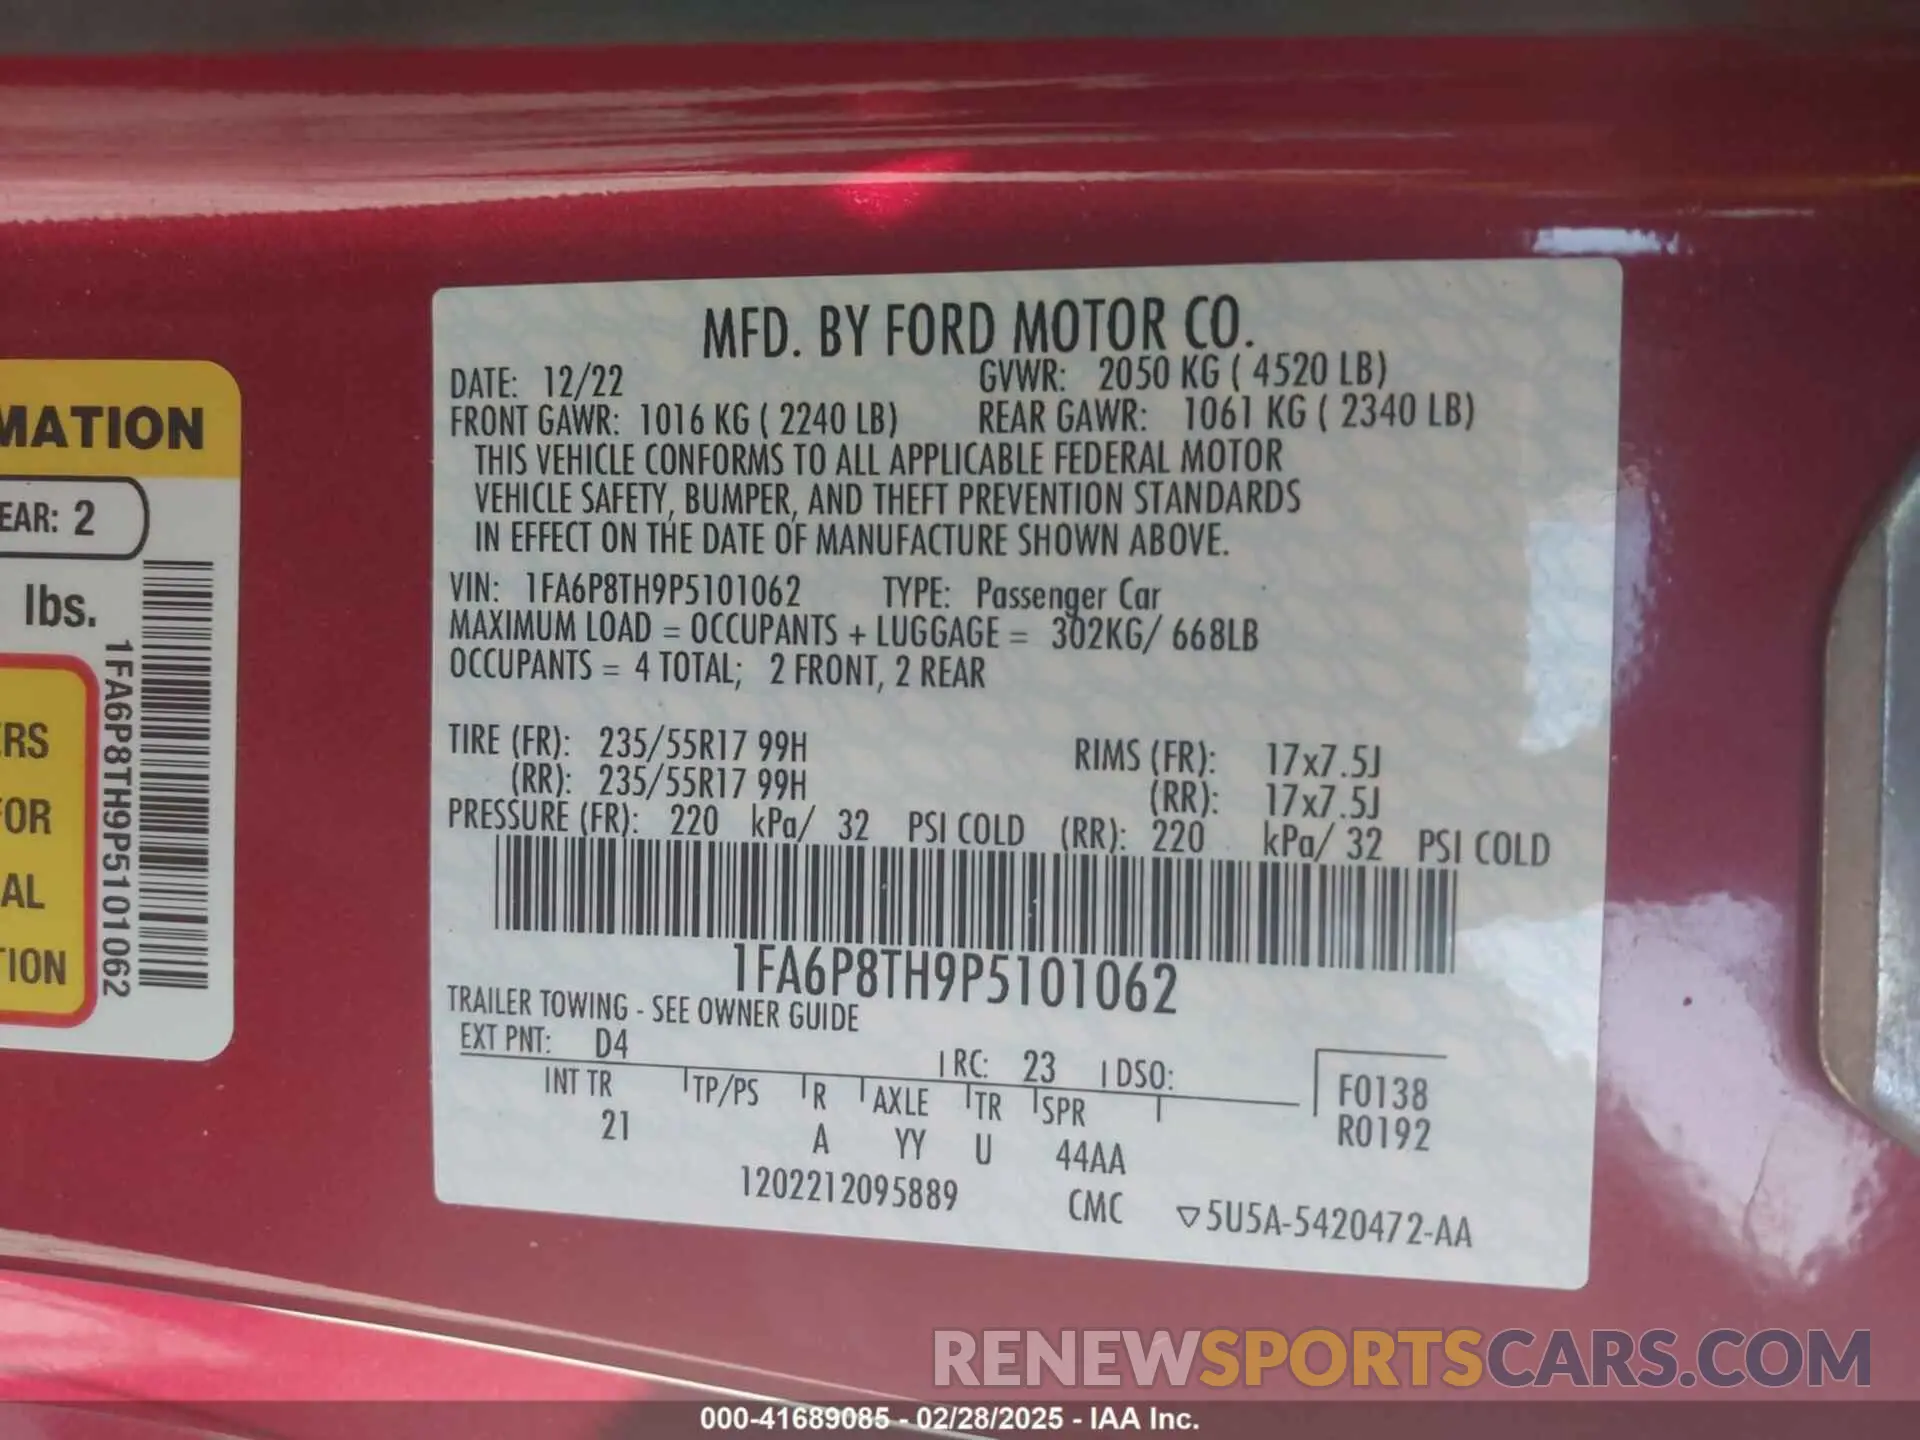 MATION
EAR: 2
lbs.
1FA6P8TH9P5101062
ERS
FOR
AL
TION
MFD. BY FORD MOTOR CO.
DATE: 12/22 GVWR: 2050 KG ( 4520 LB)
FRONT GAWR: 1016 KG ( 2240 LB) REAR GAWR: 1061 KG ( 2340 LB)
THIS VEHICLE CONFORMS TO ALL APPLICABLE FEDERAL MOTOR
VEHICLE SAFETY, BUMPER, AND THEFT PREVENTION STANDARDS
IN EFFECT ON THE DATE OF MANUFACTURE SHOWN ABOVE.
VIN: 1FA6P8TH9P5101062 TYPE: Passenger Car
MAXIMUM LOAD = OCCUPANTS + LUGGAGE = 302KG/ 668LB
OCCUPANTS = 4 TOTAL; 2 FRONT, 2 REAR
TIRE (FR): 235/55R17 99H RIMS (FR): 17x7.5J
(RR): 235/55R17 99H (RR): 17x7.5J
PRESSURE (FR): 220 kPa/ 32 PSI COLD (RR): 220 kPa/ 32 PSI COLD
1FA6P8TH9P5101062
TRAILER TOWING - SEE OWNER GUIDE
EXT PNT: D4 RC: 23 DSO:
INT TR TP/PS R AXLE TR SPR F0138
21 A YY U 44AA R0192
1202212095889 CMC ▽5U5A-5420472-AA
RENEWSPORTSCARS.COM
000-41689085 - 02/28/2025 - IAA Inc.